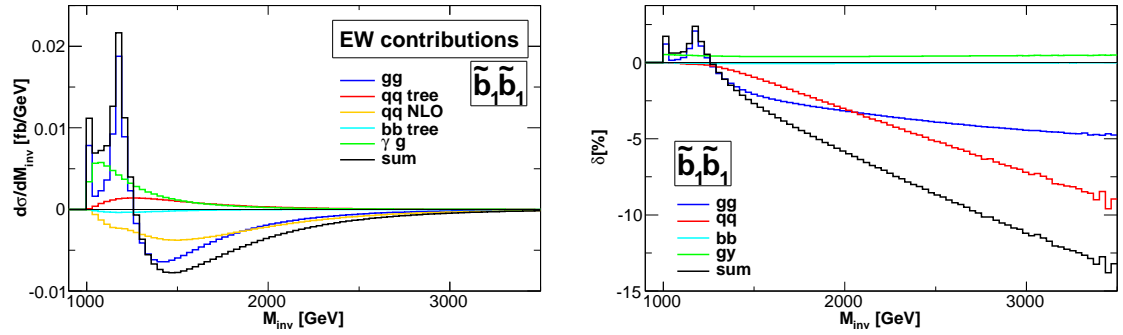 EW contributions
b̃₁b̃₁
gg
qq tree
qq NLO
bb tree
γ g
sum
dσ/dM_inv [fb/GeV]
0.02
0.01
0
-0.01
1000
2000
3000
M_inv [GeV]
b̃₁b̃₁
gg
qq
bb
gy
sum
δ[%]
0
-5
-10
-15
1000
2000
3000
M_inv [GeV]